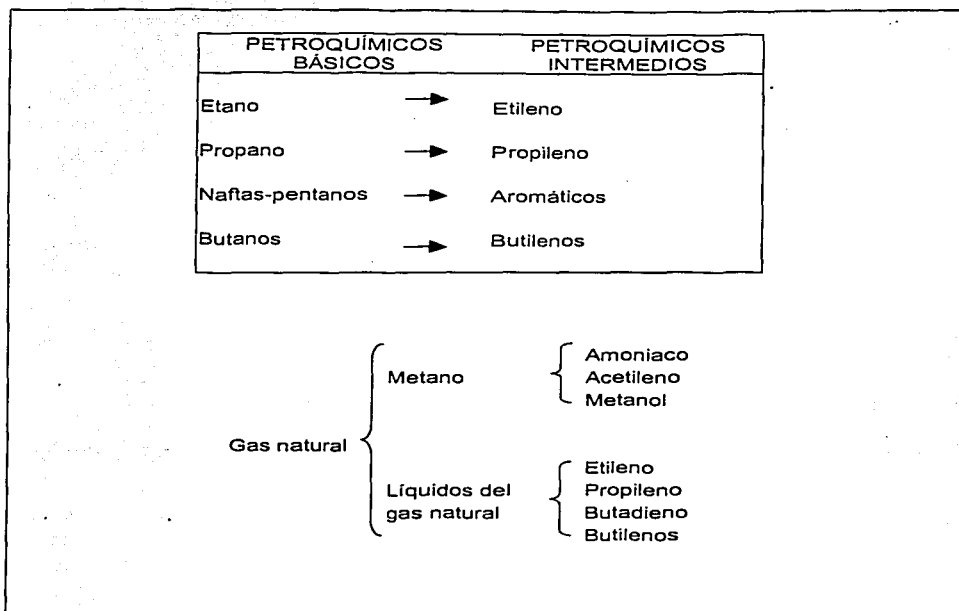 PETROQUÍMICOS BÁSICOS
PETROQUÍMICOS INTERMEDIOS
Etano → Etileno
Propano → Propileno
Naftas-pentanos → Aromáticos
Butanos → Butilenos
Gas natural
Metano
Amoniaco
Acetileno
Metanol
Líquidos del
gas natural
Etileno
Propileno
Butadieno
Butilenos